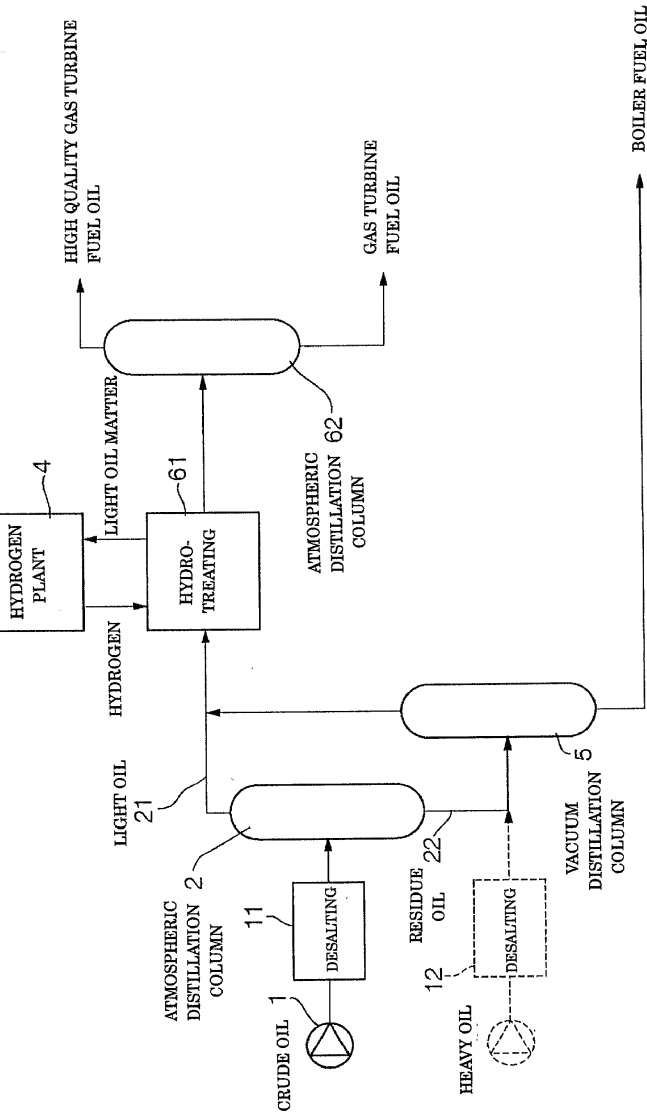 HIGH QUALITY GAS TURBINE
FUEL OIL
GAS TURBINE
FUEL OIL
BOILER FUEL OIL
4
HYDROGEN
PLANT
LIGHT OIL MATTER
HYDROGEN
61
HYDRO-
TREATING
62
ATMOSPHERIC
DISTILLATION
COLUMN
LIGHT OIL
21
2
ATMOSPHERIC
DISTILLATION
COLUMN
22
RESIDUE
OIL
5
VACUUM
DISTILLATION
COLUMN
11
DESALTING
1
CRUDE OIL
12
DESALTING
HEAVY OIL